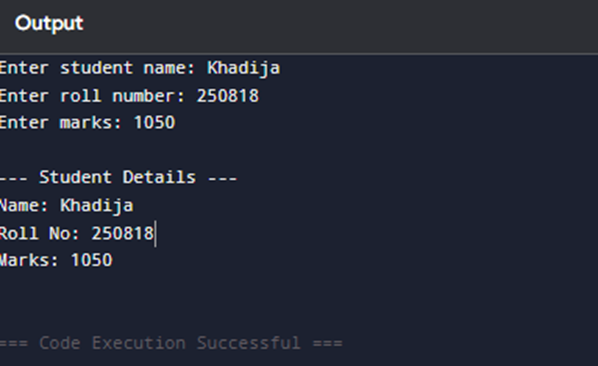 Output
Enter student name: Khadija
Enter roll number: 250818
Enter marks: 1050
--- Student Details ---
Name: Khadija
Roll No: 250818
Marks: 1050
=== Code Execution Successful ===